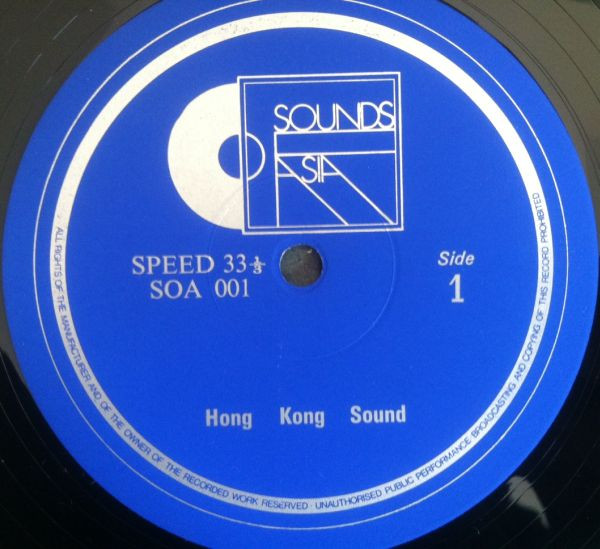 SOUNDS
ASIA
SPEED 33⅓
SOA 001
Side
1
Hong Kong Sound
ALL RIGHTS OF THE MANUFACTURER AND OF THE OWNER OF THE RECORDED WORK RESERVED · UNAUTHORISED PUBLIC PERFORMANCE BROADCASTING AND COPYING OF THIS RECORD PROHIBITED